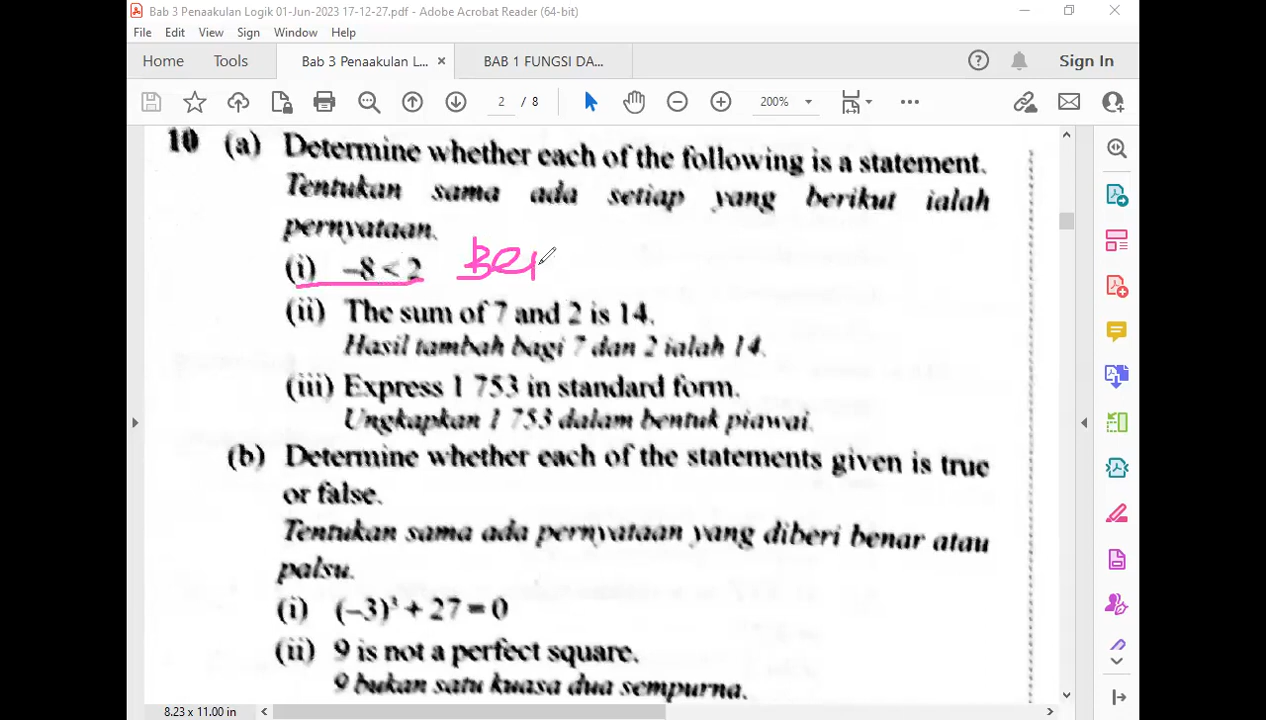 Bab 3 Penaakulan Logik 01-Jun-2023 17-12-27.pdf - Adobe Acrobat Reader (64-bit)
File Edit View Sign Window Help
Home Tools Bab 3 Penaakulan L... × BAB 1 FUNGSI DA... Sign In
2 / 8 200%
10 (a) Determine whether each of the following is a statement.
Tentukan sama ada setiap yang berikut ialah
pernyataan.
(i) –8 < 2 Ber
(ii) The sum of 7 and 2 is 14.
Hasil tambah bagi 7 dan 2 ialah 14.
(iii) Express 1 753 in standard form.
Ungkapkan 1 753 dalam bentuk piawai.
(b) Determine whether each of the statements given is true
or false.
Tentukan sama ada pernyataan yang diberi benar atau
palsu.
(i) (–3)³ + 27 = 0
(ii) 9 is not a perfect square.
9 bukan satu kuasa dua sempurna.
8.23 x 11.00 in